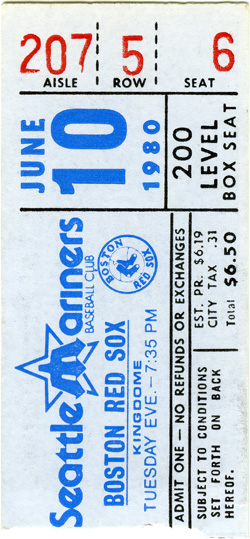 207 5 6
AISLE ROW SEAT
JUNE
10
1980
200
LEVEL
BOX SEAT
Seattle Mariners
BASEBALL CLUB
BOSTON
RED SOX
BOSTON RED SOX
KINGDOME
TUESDAY EVE.–7:35 PM
ADMIT ONE — NO REFUNDS OR EXCHANGES
EST. PR. $6.19
CITY TAX .31
Total $6.50
SUBJECT TO CONDITIONS
SET FORTH ON BACK
HEREOF.